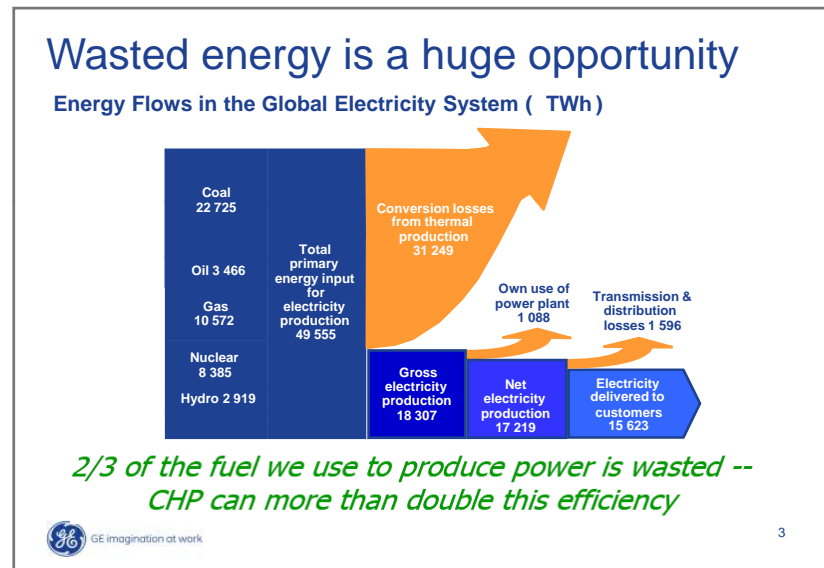 Wasted energy is a huge opportunity
Energy Flows in the Global Electricity System ( TWh )
Coal
22 725
Oil 3 466
Gas
10 572
Nuclear
8 385
Hydro 2 919
Total
primary
energy input
for
electricity
production
49 555
Conversion losses
from thermal
production
31 249
Own use of
power plant
1 088
Transmission &
distribution
losses 1 596
Gross
electricity
production
18 307
Net
electricity
production
17 219
Electricity
delivered to
customers
15 623
2/3 of the fuel we use to produce power is wasted --
CHP can more than double this efficiency
GE imagination at work
3